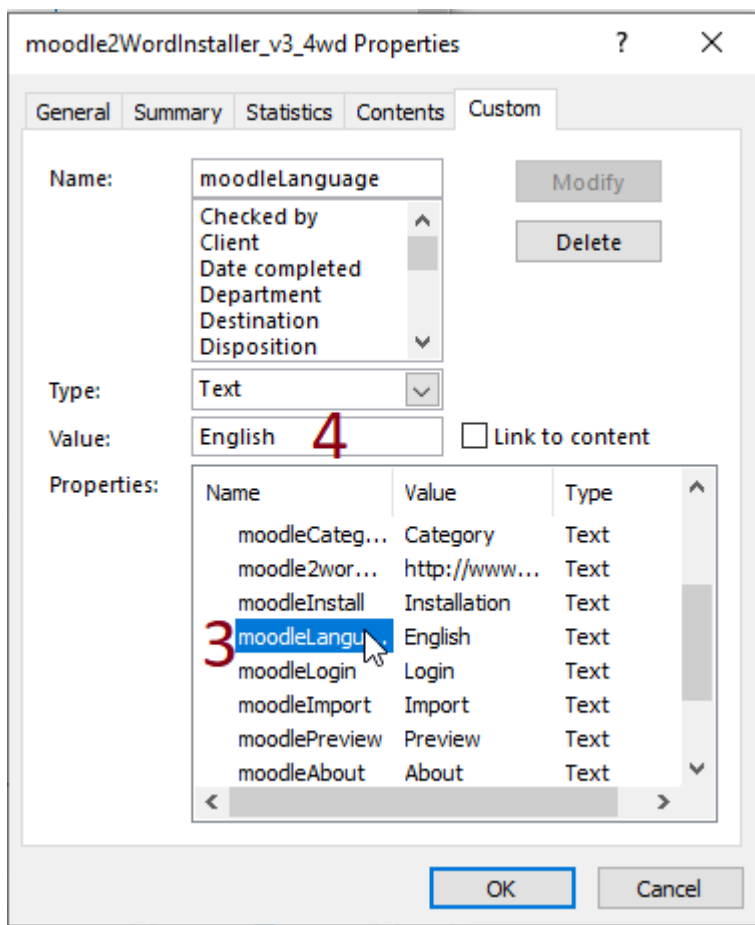 moodle2WordInstaller_v3_4wd Properties ? ✕
General Summary Statistics Contents Custom
Name: moodleLanguage Modify
Checked by
Client
Date completed
Department
Destination
Disposition
Delete
Type: Text
Value: English 4 Link to content
Properties: Name Value Type
moodleCateg... Category Text
moodle2wor... http://www... Text
moodleInstall Installation Text
3 moodleLangu... English Text
moodleLogin Login Text
moodleImport Import Text
moodlePreview Preview Text
moodleAbout About Text
OK Cancel